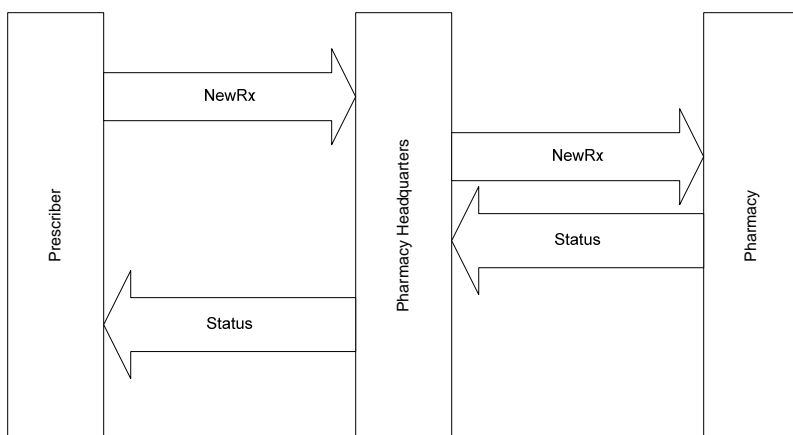 NewRx
NewRx
Status
Status
Prescriber
Pharmacy Headquarters
Pharmacy